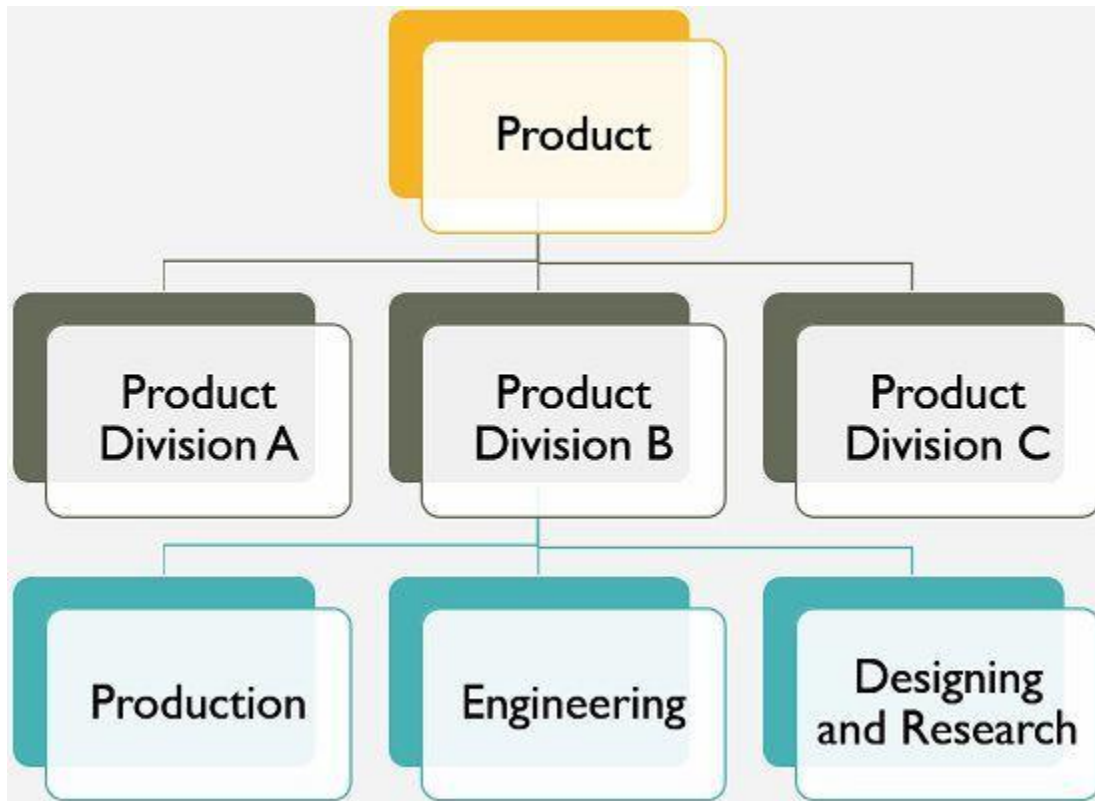 Product
Product
Division A
Product
Division B
Product
Division C
Production
Engineering
Designing
and Research